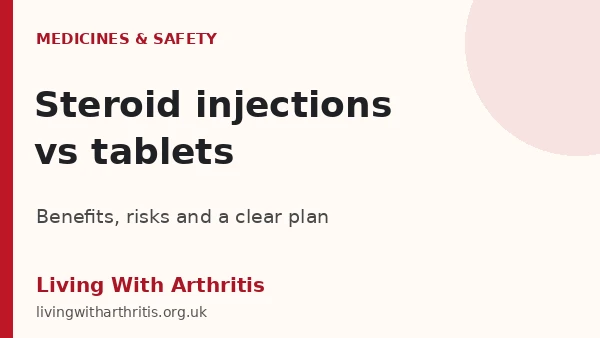 MEDICINES & SAFETY
Steroid injections
vs tablets
Benefits, risks and a clear plan
Living With Arthritis
livingwitharthritis.org.uk